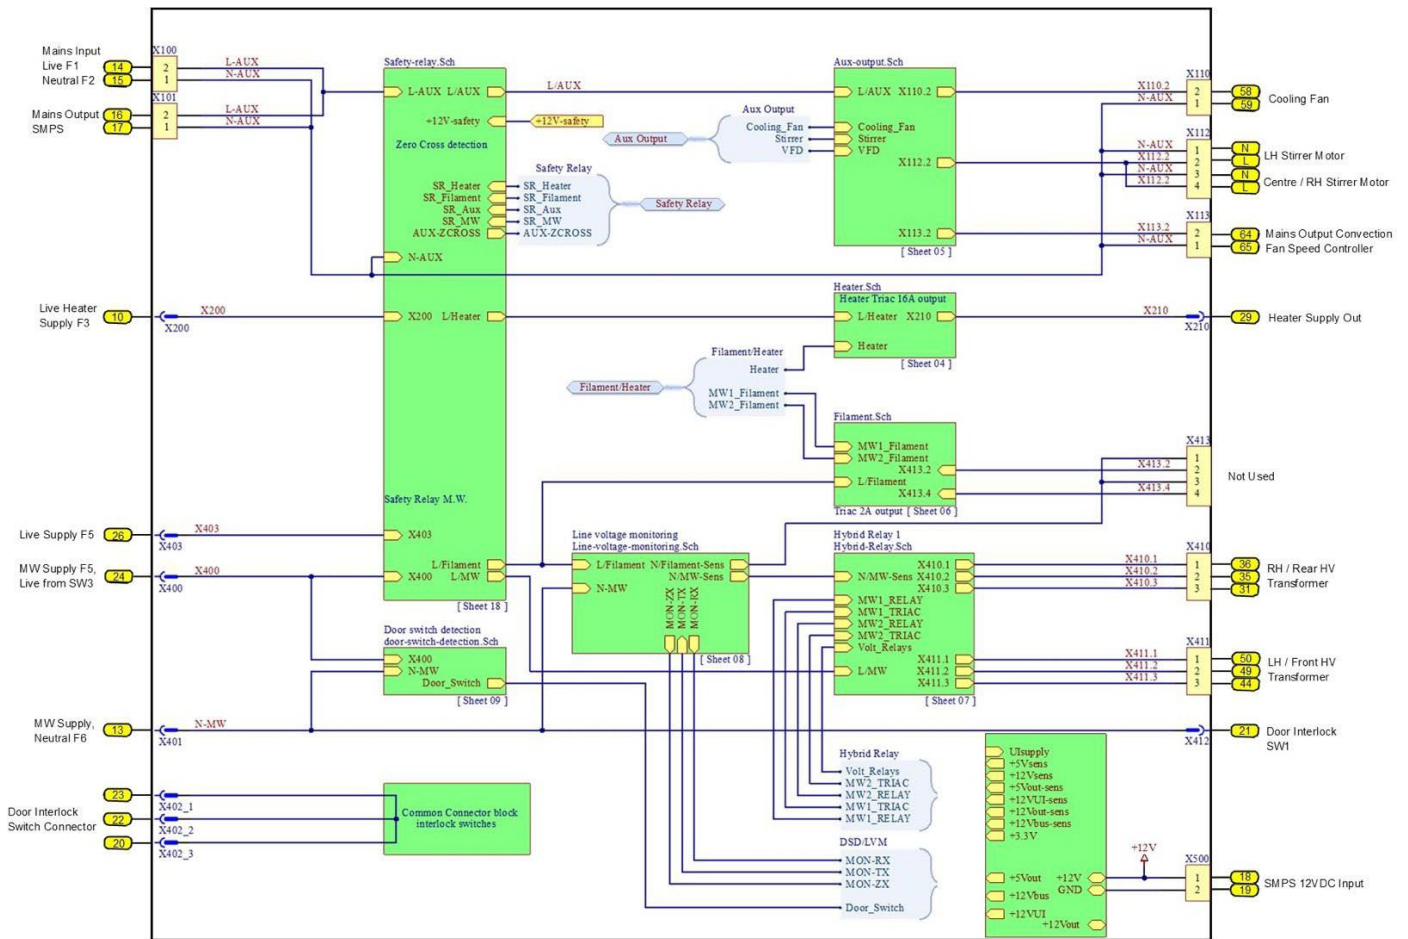 Mains Input
Live F1
Neutral F2
14
15
X100
2
1
L-AUX
N-AUX
Mains Output
SMPS
16
17
X101
2
1
L-AUX
N-AUX
Safety-relay.Sch
L-AUX L/AUX
+12V-safety
+12V-safety
Zero Cross detection
L/AUX
Safety Relay
SR_Heater
SR_Filament
SR_Aux
SR_MW
AUX-ZCROSS
SR_Heater
SR_Filament
SR_Aux
SR_MW
AUX-ZCROSS
Safety Relay
N-AUX
X200 L/Heater
Safety Relay M.W.
X403
L/Filament
X400 L/MW
[ Sheet 18 ]
Aux Output
Aux Output
Cooling_Fan
Stirrer
VFD
Aux-output.Sch
L/AUX X110.2
Cooling_Fan
Stirrer
VFD
X112.2
X113.2
[ Sheet 05 ]
X110
X110.2
N-AUX
2
1
58
59
Cooling Fan
X112
N-AUX
X112.2
N-AUX
X112.2
1
2
3
4
N
L
N
L
LH Stirrer Motor
Centre / RH Stirrer Motor
X113
X113.2
N-AUX
2
1
64
65
Mains Output Convection
Fan Speed Controller
Live Heater
Supply F3
10
X200
X200
Heater.Sch
Heater Triac 16A output
L/Heater X210
Heater
[ Sheet 04 ]
X210
X210
29
Heater Supply Out
Filament/Heater
Filament/Heater
Heater
MW1_Filament
MW2_Filament
Filament.Sch
MW1_Filament
MW2_Filament
X413.2
L/Filament
X413.4
Triac 2A output [ Sheet 06 ]
X413
X413.2
X413.4
1
2
3
4
Not Used
Live Supply F5
26
X403
X403
MW Supply F5,
Live from SW3
24
X400
X400
Line voltage monitoring
Line-voltage-monitoring.Sch
L/Filament N/Filament-Sens
N/MW-Sens
N-MW
MON-ZX
MON-TX
MON-RX
[ Sheet 08 ]
Hybrid Relay 1
Hybrid-Relay.Sch
X410.1
N/MW-Sens X410.2
X410.3
MW1_RELAY
MW1_TRIAC
MW2_RELAY
MW2_TRIAC
Volt_Relays
X411.1
L/MW X411.2
X411.3
[ Sheet 07 ]
X410
X410.1
X410.2
X410.3
1
2
3
36
35
31
RH / Rear HV
Transformer
X411
X411.1
X411.2
X411.3
1
2
3
50
49
44
LH / Front HV
Transformer
Door switch detection
door-switch-detection.Sch
X400
N-MW
Door_Switch
[ Sheet 09 ]
MW Supply,
Neutral F6
13
N-MW
X401
X412
21
Door Interlock
SW1
Door Interlock
Switch Connector
23
22
20
X402_1
X402_2
X402_3
Common Connector block
interlock switches
Hybrid Relay
Volt_Relays
MW2_TRIAC
MW2_RELAY
MW1_TRIAC
MW1_RELAY
DSD/LVM
MON-RX
MON-TX
MON-ZX
Door_Switch
UIsupply
+5Vsens
+12Vsens
+5Vout-sens
+12VUI-sens
+12Vout-sens
+12Vbus-sens
+3.3V
+5Vout +12V
GND
+12Vbus
+12VUI
+12Vout
+12V
X500
1
2
18
19
SMPS 12VDC Input